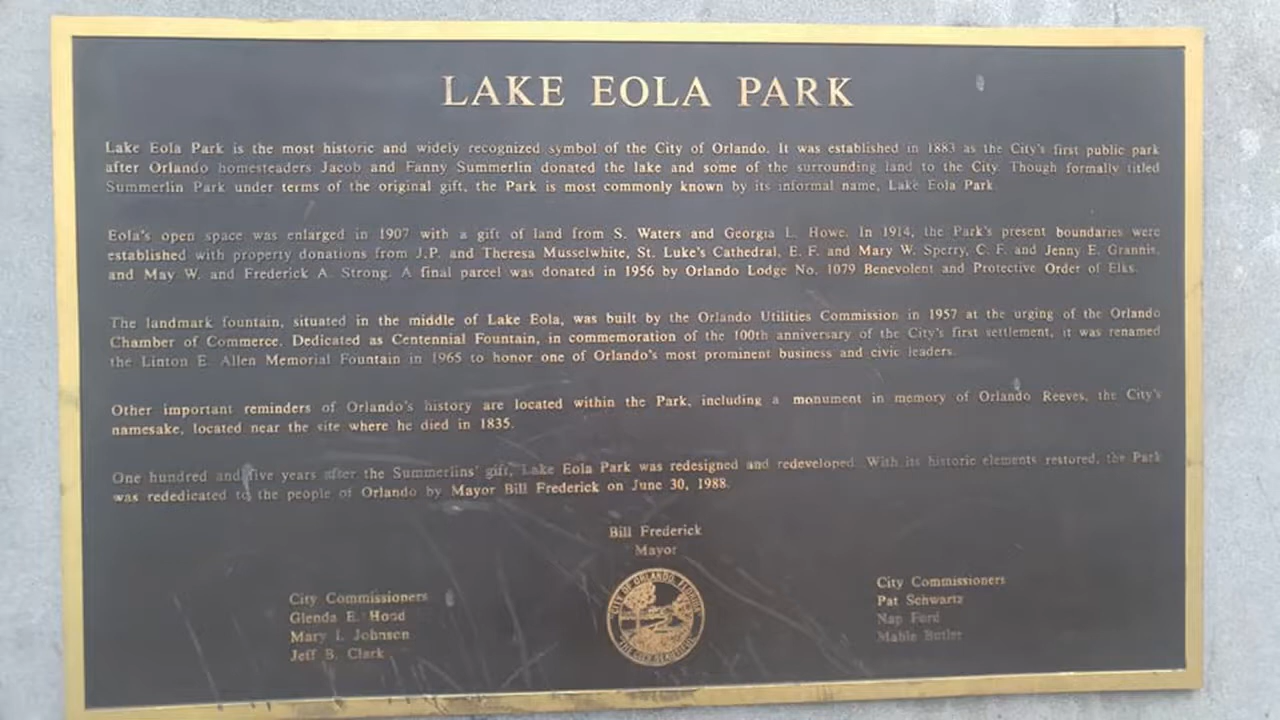 LAKE EOLA PARK
Lake Eola Park is the most historic and widely recognized symbol of the City of Orlando. It was established in 1883 as the City's first public park
after Orlando homesteaders Jacob and Fanny Summerlin donated the lake and some of the surrounding land to the City. Though formally titled
Summerlin Park under terms of the original gift, the Park is most commonly known by its informal name, Lake Eola Park.
Eola's open space was enlarged in 1907 with a gift of land from S. Waters and Georgia L. Howe. In 1914, the Park's present boundaries were
established with property donations from J.P. and Theresa Musselwhite, St. Luke's Cathedral, E. F. and Mary W. Sperry, C. F. and Jenny E. Grannis,
and May W. and Frederick A. Strong. A final parcel was donated in 1956 by Orlando Lodge No. 1079 Benevolent and Protective Order of Elks.
The landmark fountain, situated in the middle of Lake Eola, was built by the Orlando Utilities Commission in 1957 at the urging of the Orlando
Chamber of Commerce. Dedicated as Centennial Fountain, in commemoration of the 100th anniversary of the City's first settlement, it was renamed
the Linton E. Allen Memorial Fountain in 1965 to honor one of Orlando's most prominent business and civic leaders.
Other important reminders of Orlando's history are located within the Park, including a monument in memory of Orlando Reeves, the City's
namesake, located near the site where he died in 1835.
One hundred and five years after the Summerlins' gift, Lake Eola Park was redesigned and redeveloped. With its historic elements restored, the Park
was rededicated to the people of Orlando by Mayor Bill Frederick on June 30, 1988.
Bill Frederick
Mayor
City Commissioners
Glenda E. Hood
Mary I. Johnson
Jeff B. Clark
CITY OF ORLANDO, FLORIDA
"THE CITY BEAUTIFUL"
City Commissioners
Pat Schwartz
Nap Ford
Mable Butler